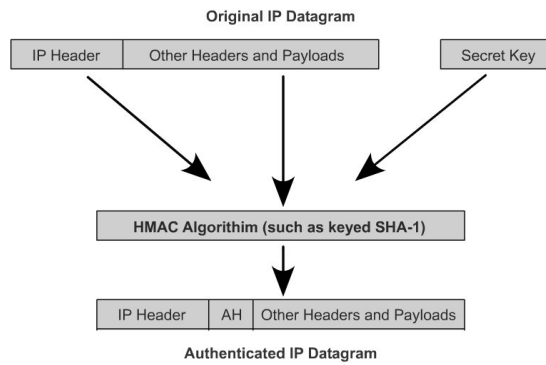 Original IP Datagram
IP Header Other Headers and Payloads Secret Key
HMAC Algorithim (such as keyed SHA-1)
IP Header AH Other Headers and Payloads
Authenticated IP Datagram